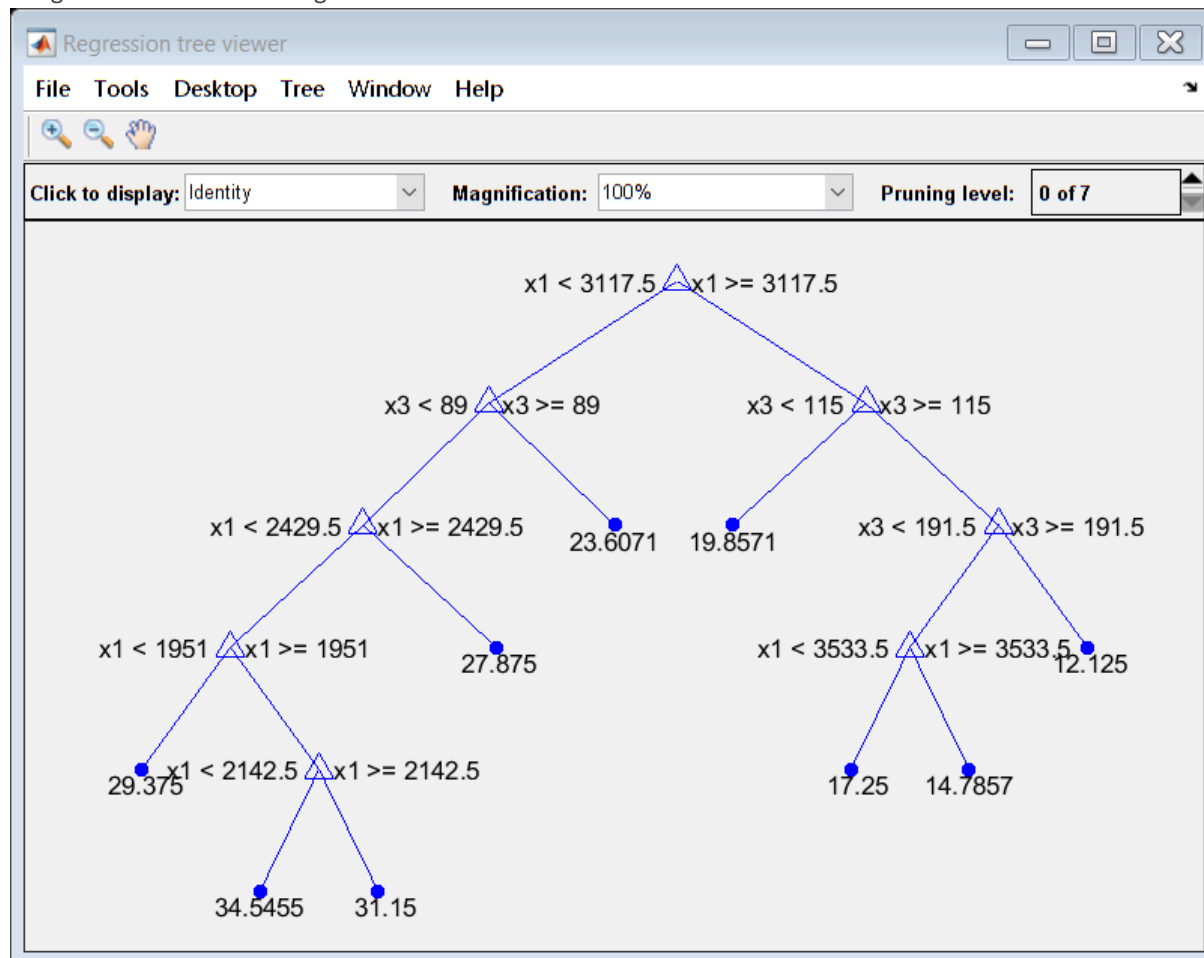 Regression tree viewer
File Tools Desktop Tree Window Help
Click to display: Identity Magnification: 100% Pruning level: 0 of 7
x1 < 3117.5 x1 >= 3117.5
x3 < 89 x3 >= 89 x3 < 115 x3 >= 115
x1 < 2429.5 x1 >= 2429.5 23.6071 19.8571 x3 < 191.5 x3 >= 191.5
x1 < 1951 x1 >= 1951 27.875 x1 < 3533.5 x1 >= 3533.5 12.125
29.375 x1 < 2142.5 x1 >= 2142.5 17.25 14.7857
34.5455 31.15